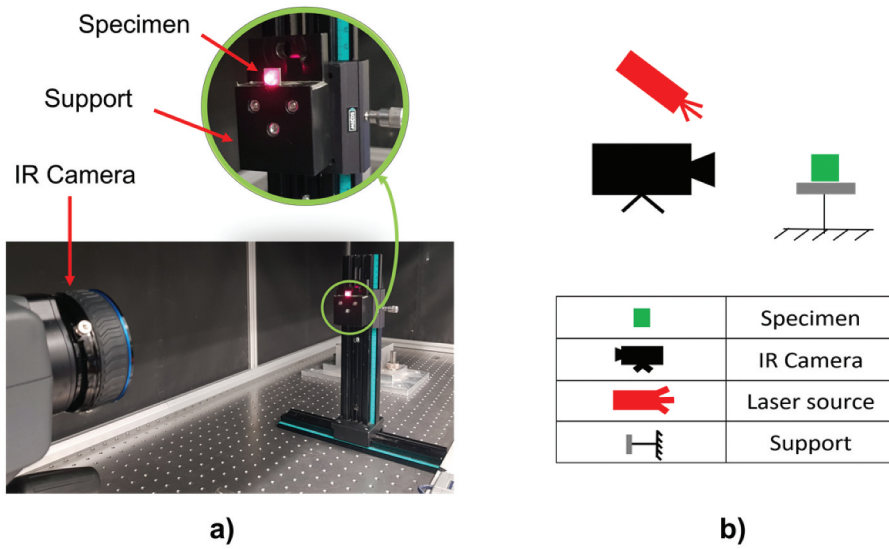 Specimen
Support
IR Camera
Specimen
IR Camera
Laser source
Support
a)
b)